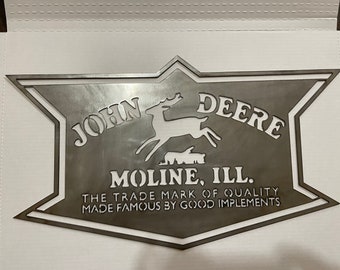 JOHN DEERE
MOLINE, ILL.
THE TRADE MARK OF QUALITY
MADE FAMOUS BY GOOD IMPLEMENTS